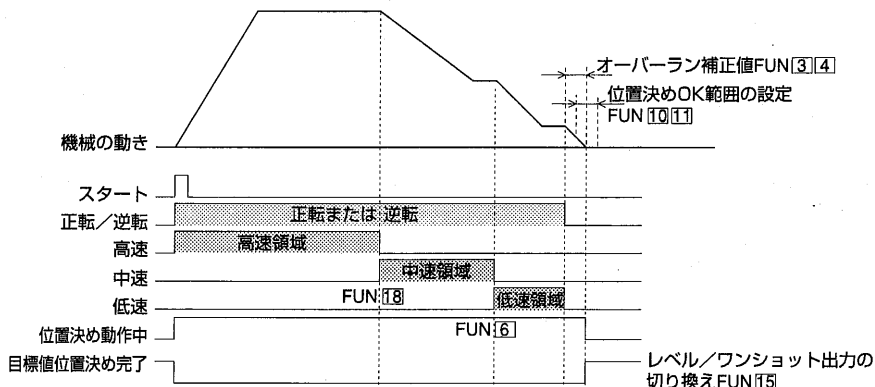 オーバーラン補正値FUN34
位置決めOK範囲の設定
FUN 1011
機械の動き
スタート
正転/逆転
正転または 逆転
高速
高速領域
中速
中速領域
低速
FUN18
低速領域
位置決め動作中
FUN6
目標値位置決め完了
レベル/ワンショット出力の
切り換えFUN15